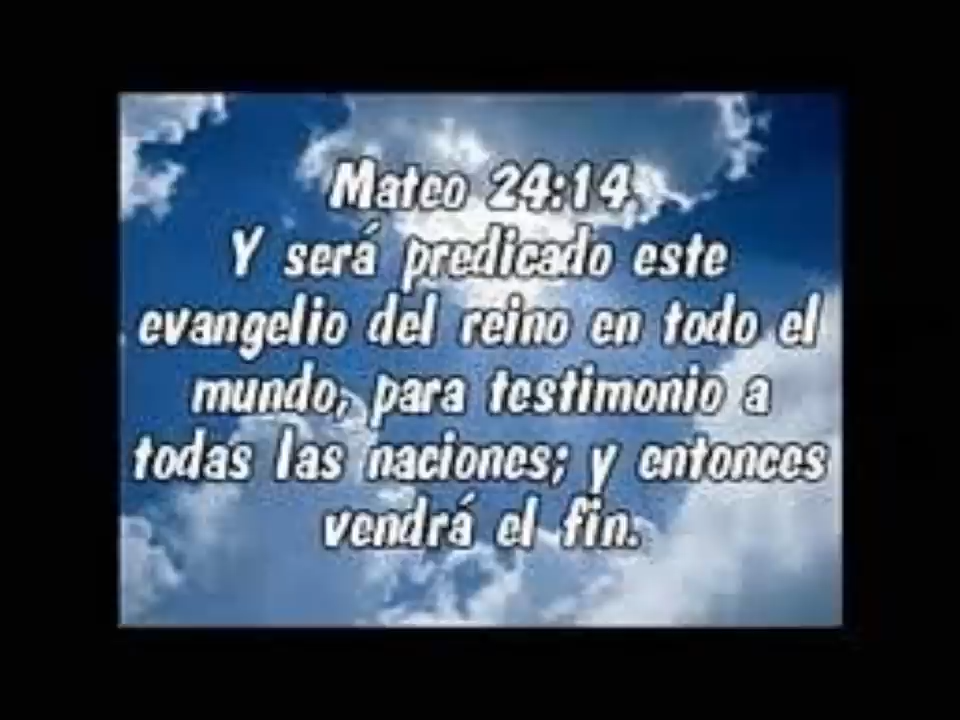 Mateo 24:14
Y será predicado este
evangelio del reino en todo el
mundo, para testimonio a
todas las naciones; y entonces
vendrá el fin.